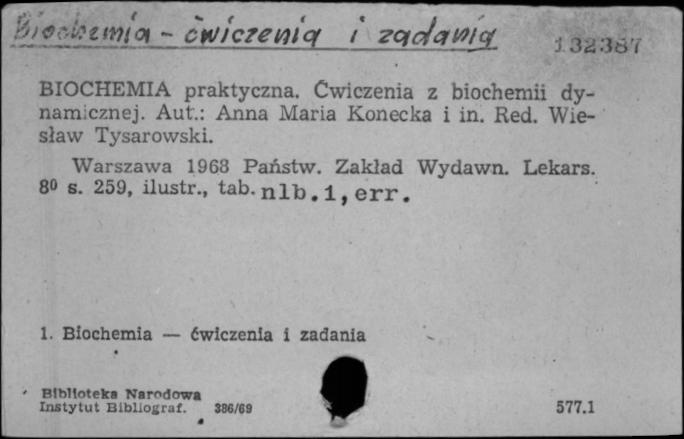 Biochemia - ćwiczenia i zadania
132387
BIOCHEMIA praktyczna. Ćwiczenia z biochemii dy-
namicznej. Aut.: Anna Maria Konecka i in. Red. Wie-
sław Tysarowski.
Warszawa 1968 Państw. Zakład Wydawn. Lekars.
8⁰ s. 259, ilustr., tab. nlb.1, err.
1. Biochemia — ćwiczenia i zadania
Biblioteka Narodowa
Instytut Bibliograf. 386/69
577.1